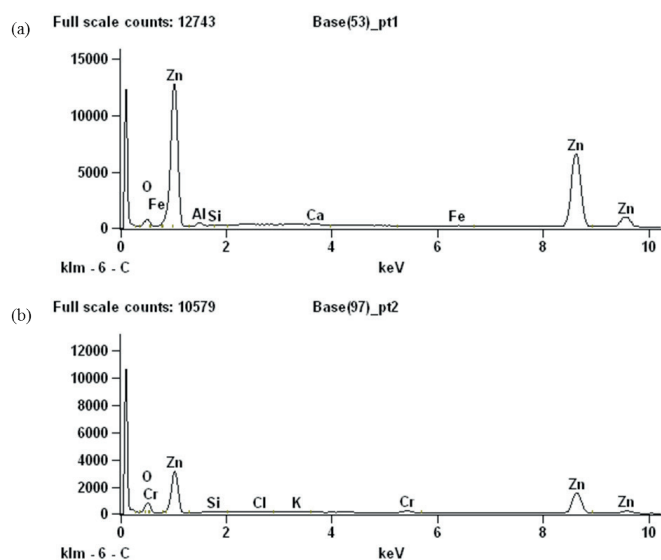 (a)
Full scale counts: 12743 Base(53)_pt1
15000
10000
5000
0
Zn
O
Fe
Al
Si
Ca
Fe
Zn
Zn
0 2 4 6 8 10
klm - 6 - C keV
(b)
Full scale counts: 10579 Base(97)_pt2
12000
10000
8000
6000
4000
2000
0
O
Cr
Zn
Si
Cl
K
Cr
Zn
Zn
0 2 4 6 8 10
klm - 6 - C keV